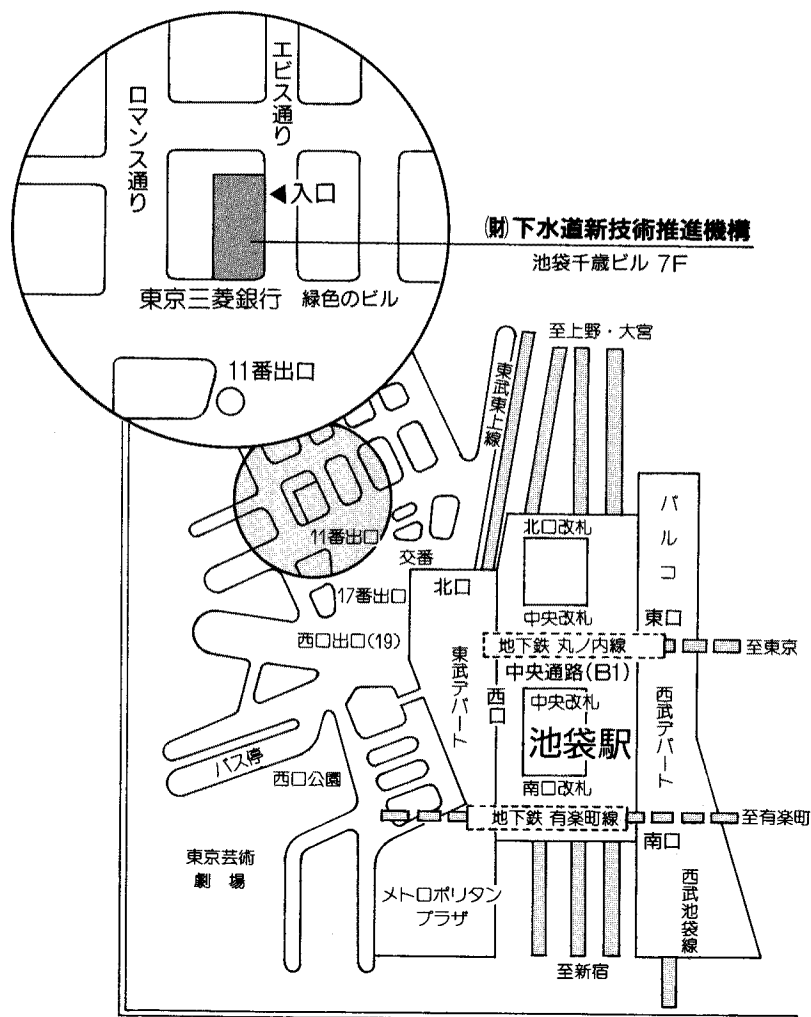 エビス通り
ロマンス通り
入口
㈶下水道新技術推進機構
池袋千歳ビル 7F
東京三菱銀行
緑色のビル
11番出口
至上野・大宮
東武東上線
パルコ
北口改札
11番出口
交番
北口
17番出口
中央改札
東口
西口出口(19)
地下鉄 丸ノ内線
至東京
中央通路(B1)
東武デパート
西口
中央改札
西武デパート
池袋駅
バス停
西口公園
南口改札
地下鉄 有楽町線
至有楽町
南口
東京芸術
劇場
メトロポリタン
プラザ
西武池袋線
至新宿